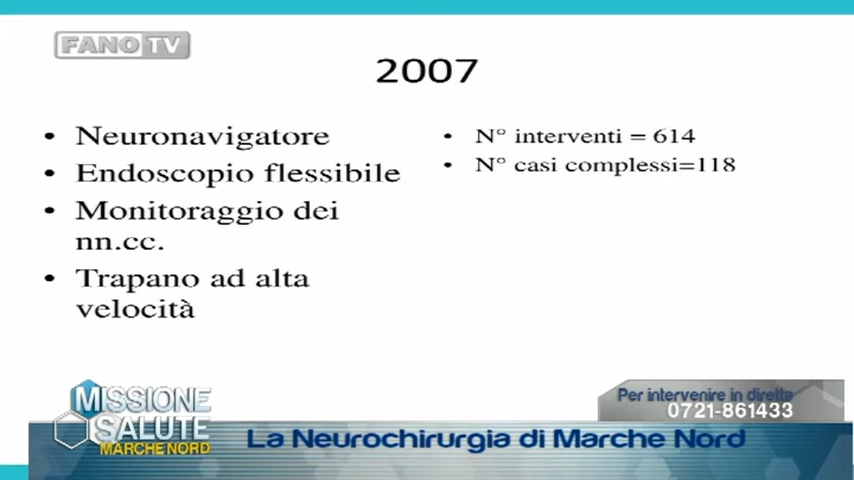 FANO TV
2007
• Neuronavigatore
• Endoscopio flessibile
• Monitoraggio dei
nn.cc.
• Trapano ad alta
velocità
• N° interventi = 614
• N° casi complessi=118
MISSIONE
SALUTE
MARCHE NORD
Per intervenire in diretta
0721-861433
La Neurochirurgia di Marche Nord